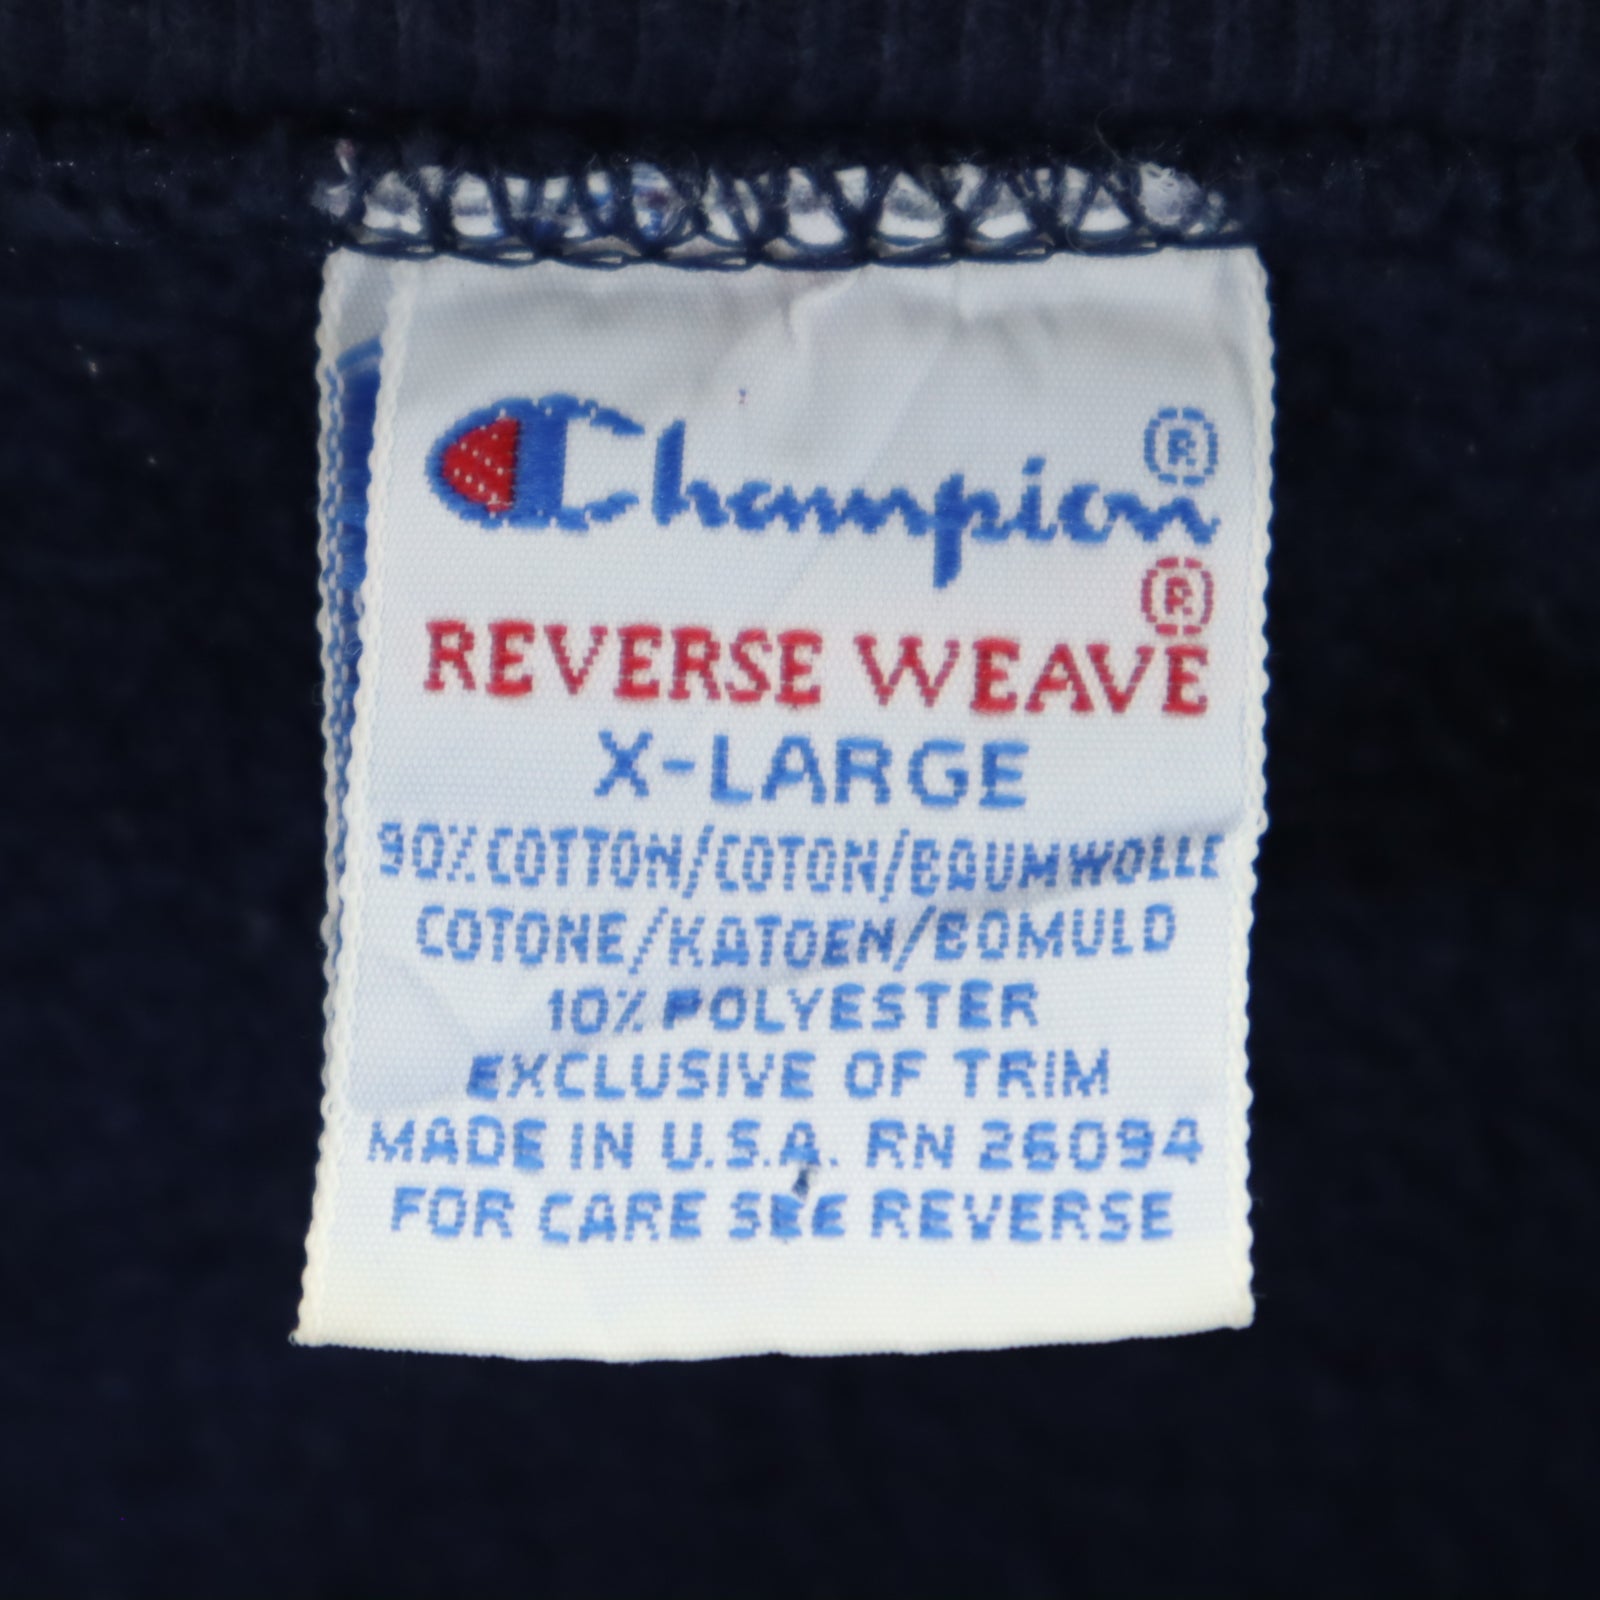 Champion®
REVERSE WEAVE®
X-LARGE
90% COTTON/COTON/BAUMWOLLE
COTONE/KATOEN/BOMULD
10% POLYESTER
EXCLUSIVE OF TRIM
MADE IN U.S.A. RN 26094
FOR CARE SEE REVERSE